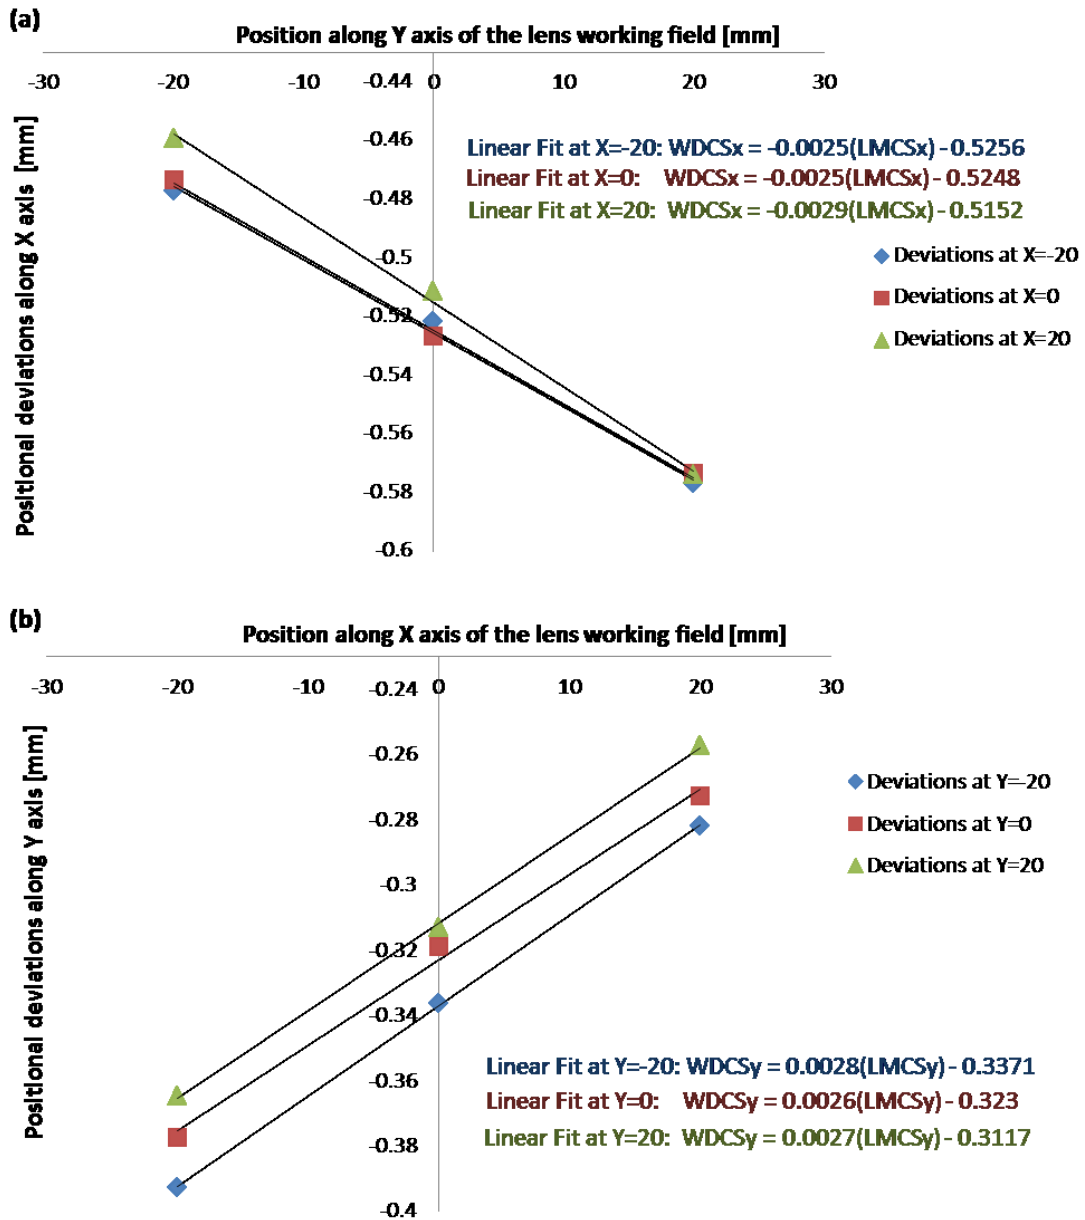 (a)
Position along Y axis of the lens working field [mm]
-30 -20 -10 0 10 20 30
Positional deviations along X axis [mm]
-0.44
-0.46
-0.48
-0.5
-0.52
-0.54
-0.56
-0.58
-0.6
Linear Fit at X=-20: WDCSx = -0.0025(LMCSx) - 0.5256
Linear Fit at X=0: WDCSx = -0.0025(LMCSx) - 0.5248
Linear Fit at X=20: WDCSx = -0.0029(LMCSx) - 0.5152
Deviations at X=-20
Deviations at X=0
Deviations at X=20
(b)
Position along X axis of the lens working field [mm]
-30 -20 -10 0 10 20 30
Positional deviations along Y axis [mm]
-0.24
-0.26
-0.28
-0.3
-0.32
-0.34
-0.36
-0.38
-0.4
Deviations at Y=-20
Deviations at Y=0
Deviations at Y=20
Linear Fit at Y=-20: WDCSy = 0.0028(LMCSy) - 0.3371
Linear Fit at Y=0: WDCSy = 0.0026(LMCSy) - 0.323
Linear Fit at Y=20: WDCSy = 0.0027(LMCSy) - 0.3117